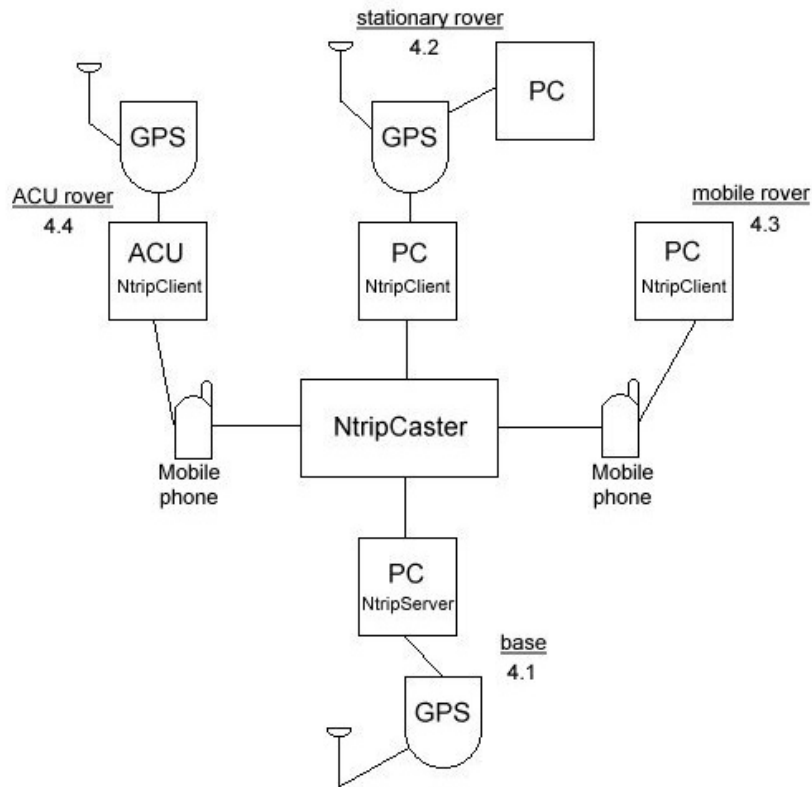 stationary rover
4.2
GPS
GPS
PC
ACU rover
4.4
ACU
NtripClient
PC
NtripClient
mobile rover
4.3
PC
NtripClient
NtripCaster
Mobile
phone
Mobile
phone
PC
NtripServer
base
4.1
GPS